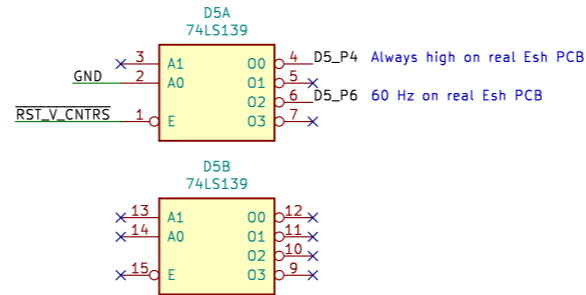 D5A
74LS139
3 A1 O0 4 D5_P4 Always high on real Esh PCB
GND 2 A0 O1 5
O2 6 D5_P6 60 Hz on real Esh PCB
RST_V_CNTRS 1 E O3 7
D5B
74LS139
13 A1 O0 12
14 A0 O1 11
O2 10
15 E O3 9